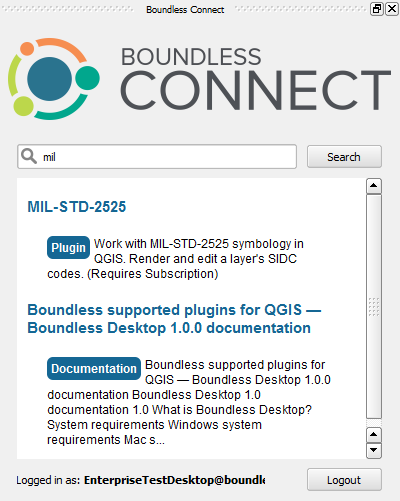 Boundless Connect
BOUNDLESS
CONNECT
mil
Search
MIL-STD-2525
Plugin Work with MIL-STD-2525 symbology in
QGIS. Render and edit a layer's SIDC
codes. (Requires Subscription)
Boundless supported plugins for QGIS —
Boundless Desktop 1.0.0 documentation
Documentation Boundless supported plugins for
QGIS — Boundless Desktop 1.0.0
documentation Boundless Desktop 1.0
documentation 1.0 What is Boundless Desktop?
System requirements Windows system
requirements Mac s...
Logged in as: EnterpriseTestDesktop@boundle
Logout